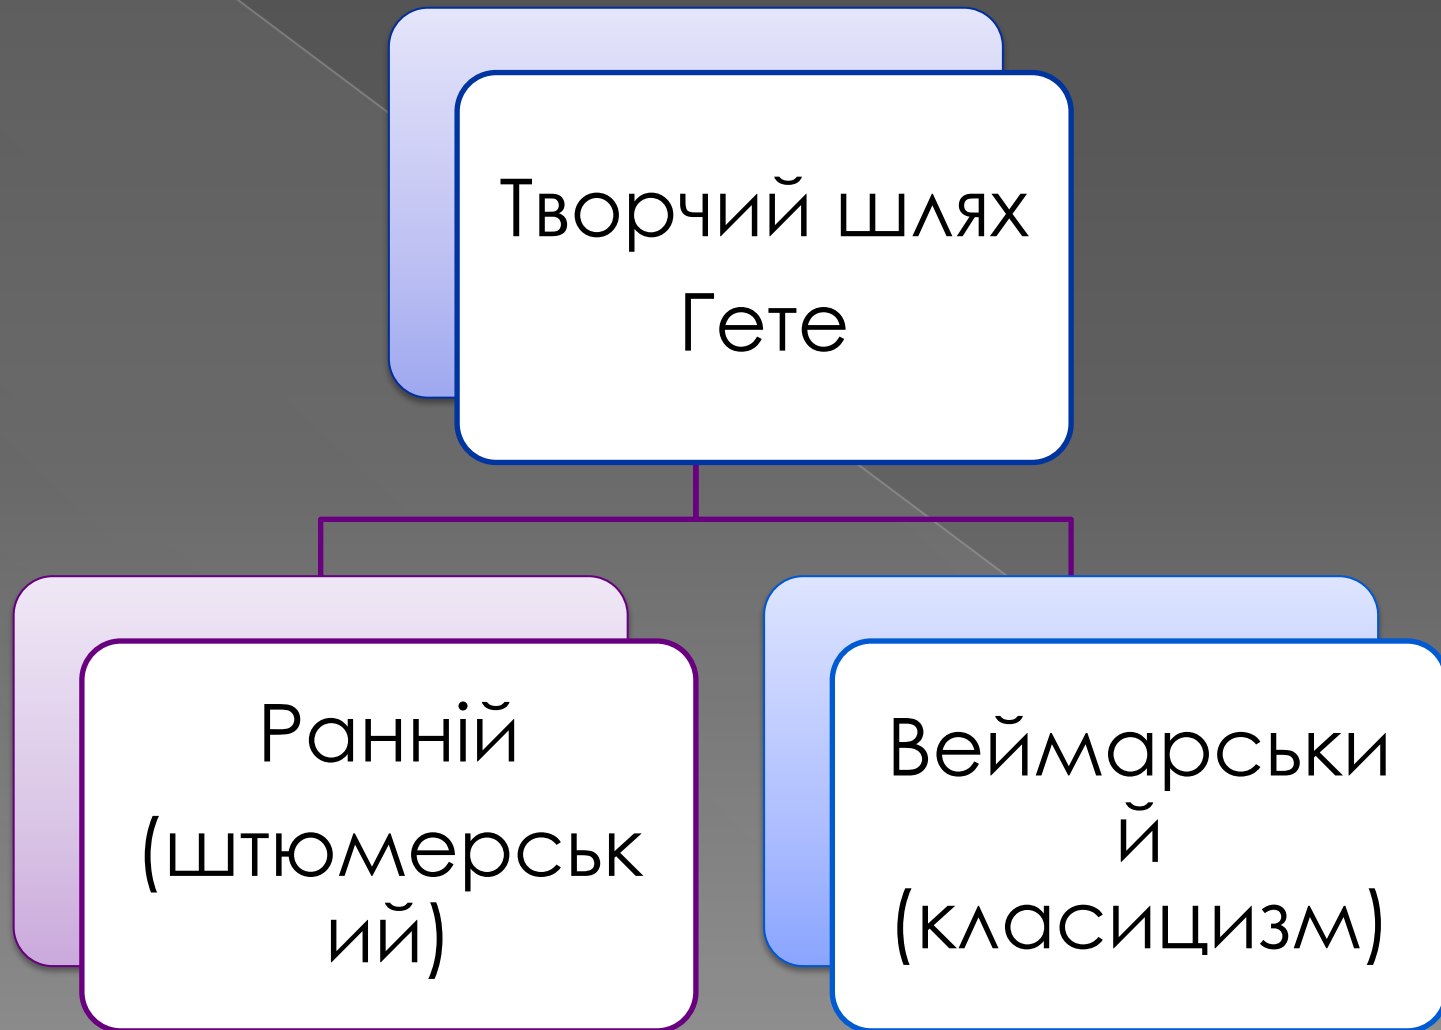 Творчий шлях
Гете
Ранній
(штюмерськ
ий)
Веймарськи
й
(класицизм)